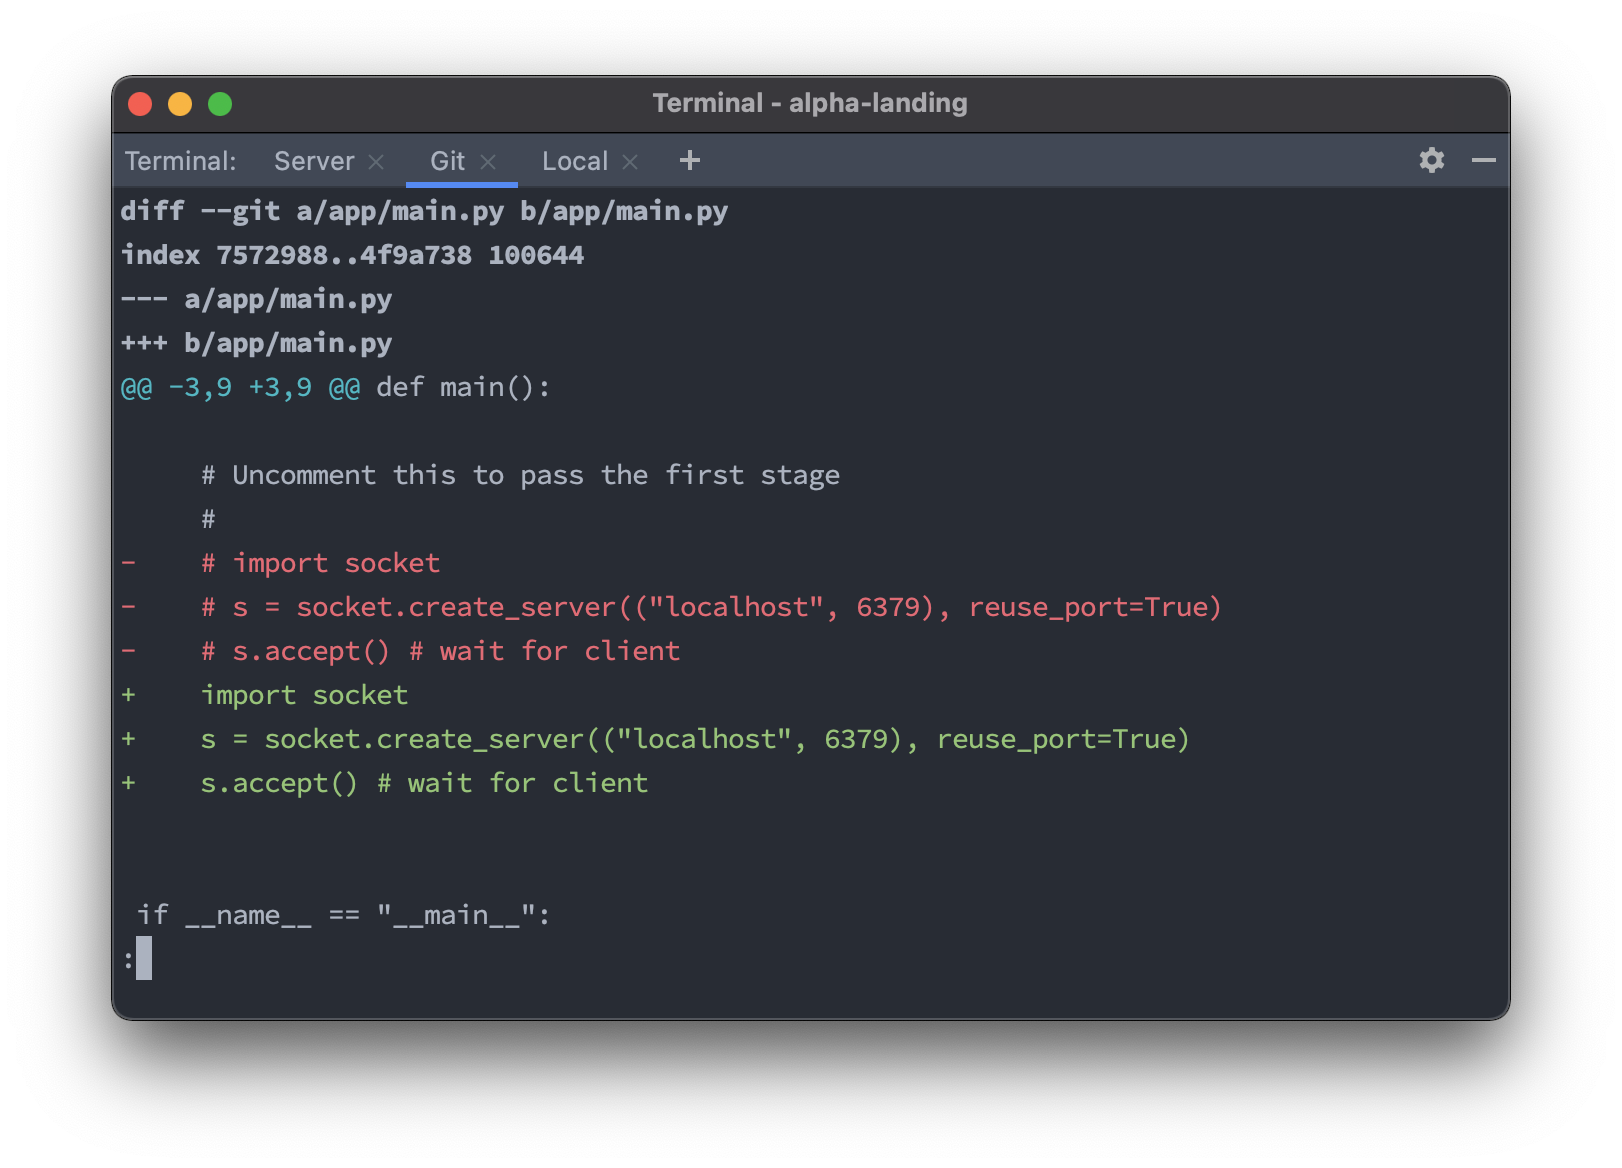 Terminal - alpha-landing
Terminal: Server × Git × Local × +
diff --git a/app/main.py b/app/main.py
index 7572988..4f9a738 100644
--- a/app/main.py
+++ b/app/main.py
@@ -3,9 +3,9 @@ def main():
     # Uncomment this to pass the first stage
     #
-    # import socket
-    # s = socket.create_server(("localhost", 6379), reuse_port=True)
-    # s.accept() # wait for client
+    import socket
+    s = socket.create_server(("localhost", 6379), reuse_port=True)
+    s.accept() # wait for client
 if __name__ == "__main__":
: